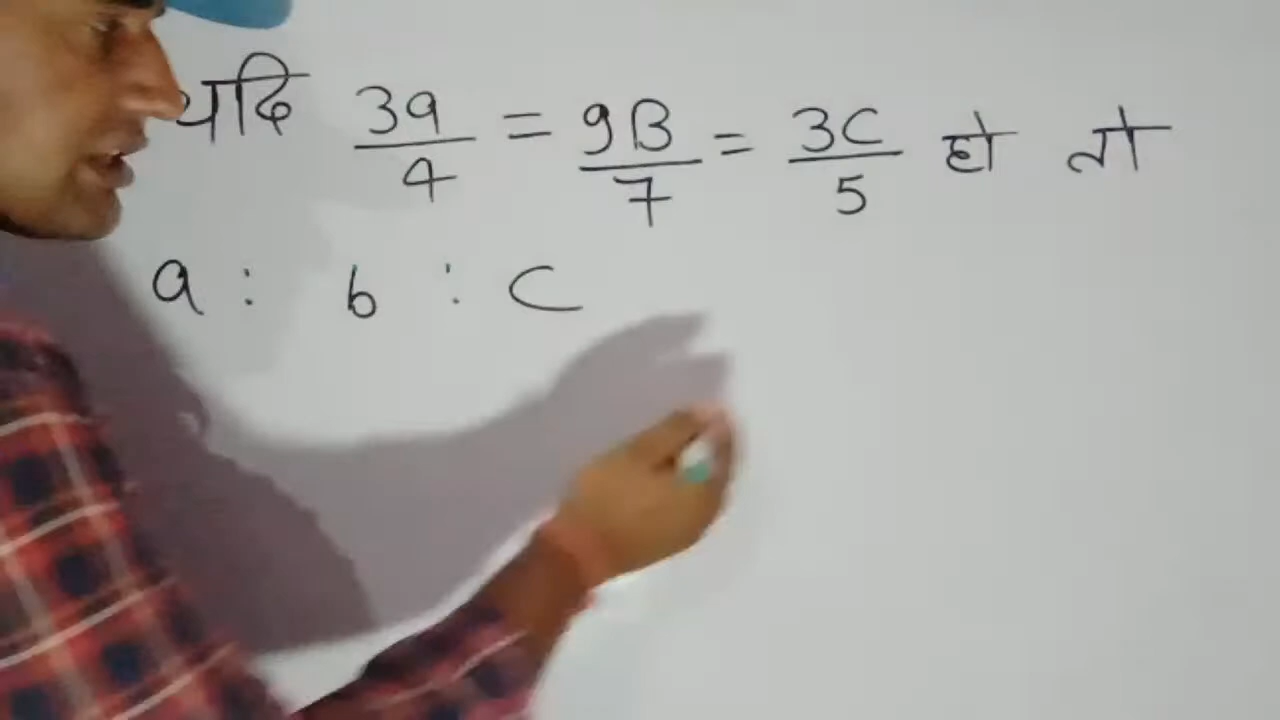 यदि 3a/4 = 9B/7 = 3C/5 हो तो
a : b : C